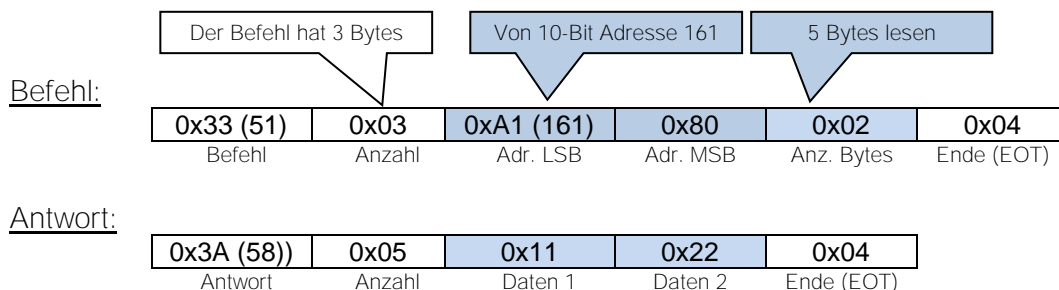 Der Befehl hat 3 Bytes Von 10-Bit Adresse 161 5 Bytes lesen
Befehl:
0x33 (51) 0x03 0xA1 (161) 0x80 0x02 0x04
Befehl Anzahl Adr. LSB Adr. MSB Anz. Bytes Ende (EOT)
Antwort:
0x3A (58)) 0x05 0x11 0x22 0x04
Antwort Anzahl Daten 1 Daten 2 Ende (EOT)